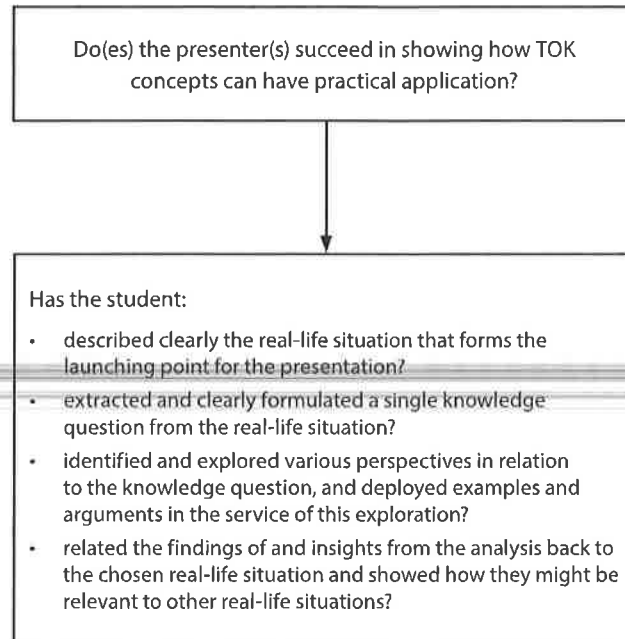 Do(es) the presenter(s) succeed in showing how TOK
concepts can have practical application?
Has the student:
• described clearly the real-life situation that forms the
launching point for the presentation?
• extracted and clearly formulated a single knowledge
question from the real-life situation?
• identified and explored various perspectives in relation
to the knowledge question, and deployed examples and
arguments in the service of this exploration?
• related the findings of and insights from the analysis back to
the chosen real-life situation and showed how they might be
relevant to other real-life situations?